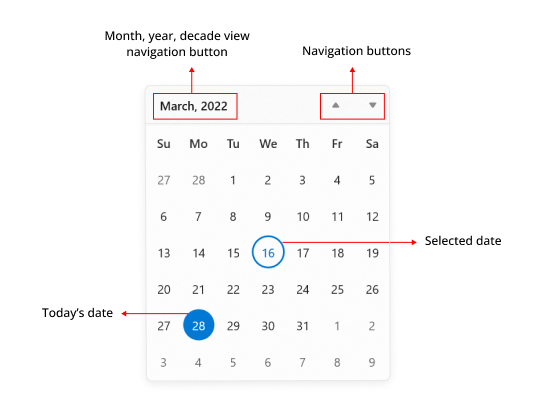 Month, year, decade view
navigation button
Navigation buttons
March, 2022
Su Mo Tu We Th Fr Sa
27 28 1 2 3 4 5
6 7 8 9 10 11 12
13 14 15 16 17 18 19
Selected date
20 21 22 23 24 25 26
Today's date
27 28 29 30 31 1 2
3 4 5 6 7 8 9